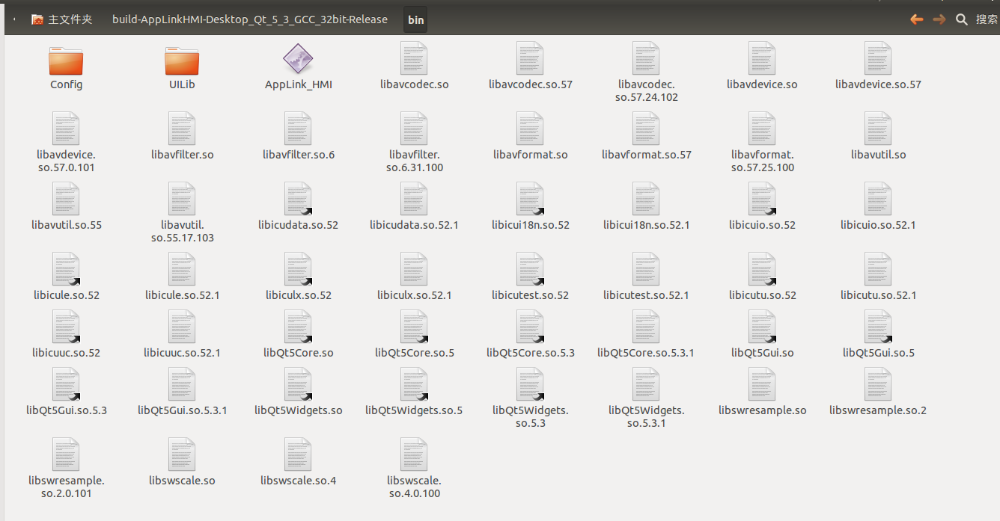 主文件夹 build-AppLinkHMI-Desktop_Qt_5_3_GCC_32bit-Release bin 搜索
Config UILib AppLink_HMI libavcodec.so libavcodec.so.57 libavcodec. libavdevice.so libavdevice.so.57
so.57.24.102
libavdevice. libavfilter.so libavfilter.so.6 libavfilter. libavformat.so libavformat.so.57 libavformat. libavutil.so
so.57.0.101 so.6.31.100 so.57.25.100
libavutil.so.55 libavutil. libicudata.so.52 libicudata.so.52.1 libicui18n.so.52 libicui18n.so.52.1 libicuio.so.52 libicuio.so.52.1
so.55.17.103
libicule.so.52 libicule.so.52.1 libiculx.so.52 libiculx.so.52.1 libicutest.so.52 libicutest.so.52.1 libicutu.so.52 libicutu.so.52.1
libicuuc.so.52 libicuuc.so.52.1 libQt5Core.so libQt5Core.so.5 libQt5Core.so.5.3 libQt5Core.so.5.3.1 libQt5Gui.so libQt5Gui.so.5
libQt5Gui.so.5.3 libQt5Gui.so.5.3.1 libQt5Widgets.so libQt5Widgets.so.5 libQt5Widgets. libQt5Widgets. libswresample.so libswresample.so.2
so.5.3 so.5.3.1
libswresample. libswscale.so libswscale.so.4 libswscale.
so.2.0.101 so.4.0.100